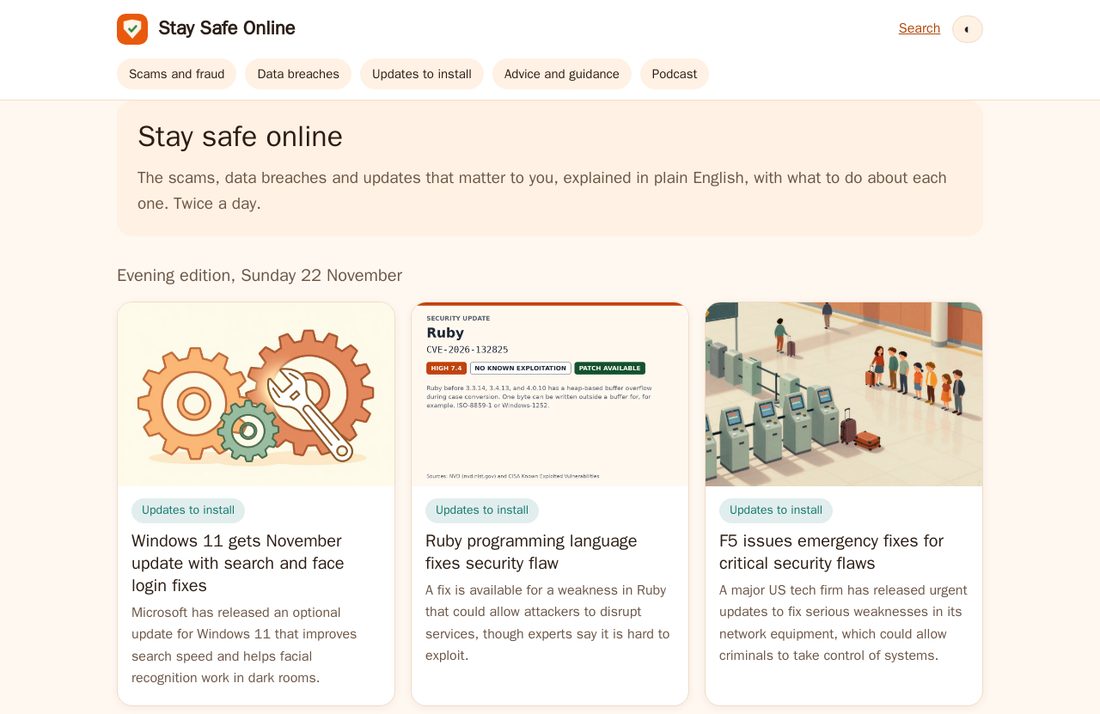 Stay Safe Online
Search
Scams and fraud
Data breaches
Updates to install
Advice and guidance
Podcast
Stay safe online
The scams, data breaches and updates that matter to you, explained in plain English, with what to do about each
one. Twice a day.
Evening edition, Sunday 22 November
Updates to install
Windows 11 gets November
update with search and face
login fixes
Microsoft has released an optional
update for Windows 11 that improves
search speed and helps facial
recognition work in dark rooms.
SECURITY UPDATE
Ruby
CVE-2026-132825
HIGH 7.4
NO KNOWN EXPLOITATION
PATCH AVAILABLE
Ruby before 3.3.14, 3.4.13, and 4.0.10 has a heap-based buffer overflow
during case conversion. One byte can be written outside a buffer for, for
example, ISO-8859-1 or Windows-1252.
Sources: NVD (nvd.nist.gov) and CISA Known Exploited Vulnerabilities
Updates to install
Ruby programming language
fixes security flaw
A fix is available for a weakness in Ruby
that could allow attackers to disrupt
services, though experts say it is hard to
exploit.
Updates to install
F5 issues emergency fixes for
critical security flaws
A major US tech firm has released urgent
updates to fix serious weaknesses in its
network equipment, which could allow
criminals to take control of systems.